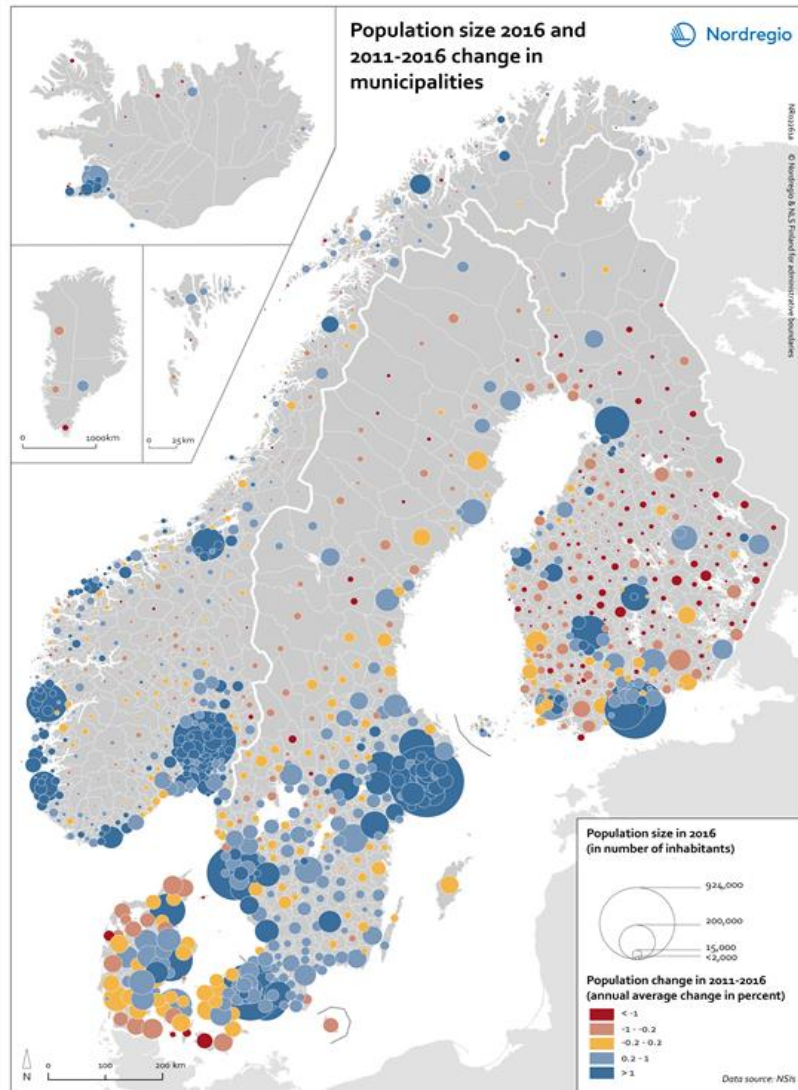 Population size 2016 and
2011-2016 change in
municipalities
Nordregio
NR02261a
© Nordregio & NLS Finland for administrative boundaries
0
1000km
0
25km
Population size in 2016
(in number of inhabitants)
924,000
200,000
15,000
<2,000
Population change in 2011-2016
(annual average change in percent)
< -1
-1 - -0.2
-0.2 - 0.2
0.2 - 1
> 1
N
0
100
200 km
Data source: NSIs